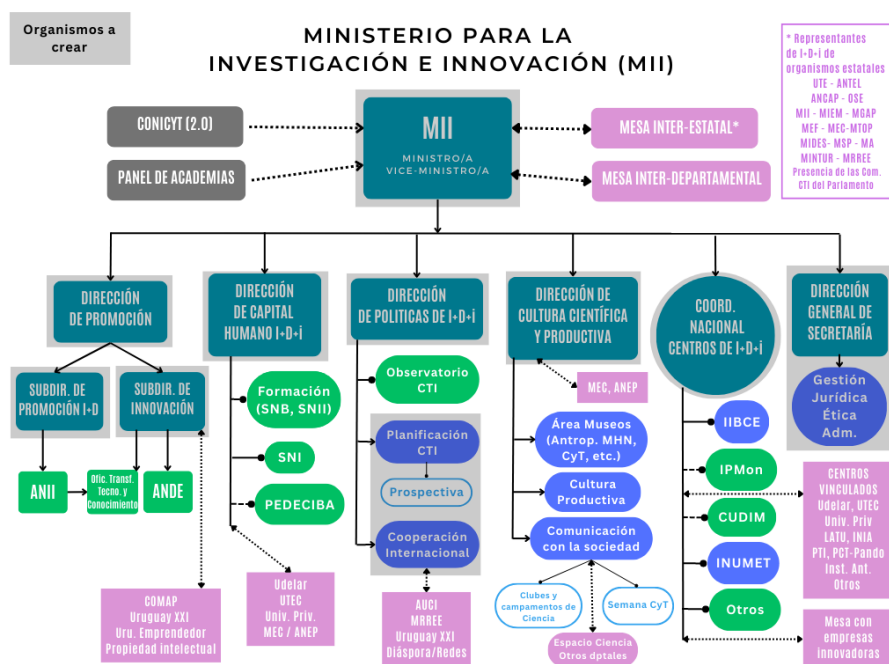 Organismos a
crear
MINISTERIO PARA LA
INVESTIGACIÓN E INNOVACIÓN (MII)
* Representantes
de I+D+i de
organismos estatales
UTE - ANTEL
ANCAP - OSE
MII - MIEM - MGAP
MEF - MEC-MTOP
MIDES- MSP - MA
MINTUR - MRREE
Presencia de las Com.
CTI del Parlamento
CONICYT (2.0)
PANEL DE ACADEMIAS
MII
MINISTRO/A
VICE-MINISTRO/A
MESA INTER-ESTATAL*
MESA INTER-DEPARTAMENTAL
DIRECCIÓN
DE PROMOCIÓN
SUBDIR. DE
PROMOCIÓN I+D
SUBDIR. DE
INNOVACIÓN
ANII
Ofic. Transf.
Tecno. y
Conocimiento
ANDE
COMAP
Uruguay XXI
Uru. Emprendedor
Propiedad intelectual
DIRECCIÓN
DE CAPITAL
HUMANO I+D+i
Formación
(SNB, SNII)
SNI
PEDECIBA
Udelar
UTEC
Univ. Priv.
MEC / ANEP
DIRECCIÓN
DE POLITICAS DE I+D+i
Observatorio
CTI
Planificación
CTI
Prospectiva
Cooperación
Internacional
AUCI
MRREE
Uruguay XXI
Diáspora/Redes
DIRECCIÓN DE
CULTURA CIENTÍFICA
Y PRODUCTIVA
MEC, ANEP
Área Museos
(Antrop. MHN,
CyT, etc.)
Cultura
Productiva
Comunicación
con la sociedad
Clubes y
campamentos de
Ciencia
Semana CyT
Espacio Ciencia
Otros dptales
COORD.
NACIONAL
CENTROS DE I+D+i
IIBCE
IPMon
CUDIM
INUMET
Otros
DIRECCIÓN
GENERAL DE
SECRETARÍA
Gestión
Jurídica
Ética
Adm.
CENTROS
VINCULADOS
Udelar, UTEC
Univ. Priv
LATU, INIA
PTI, PCT-Pando
Inst. Ant.
Otros
Mesa con
empresas
innovadoras